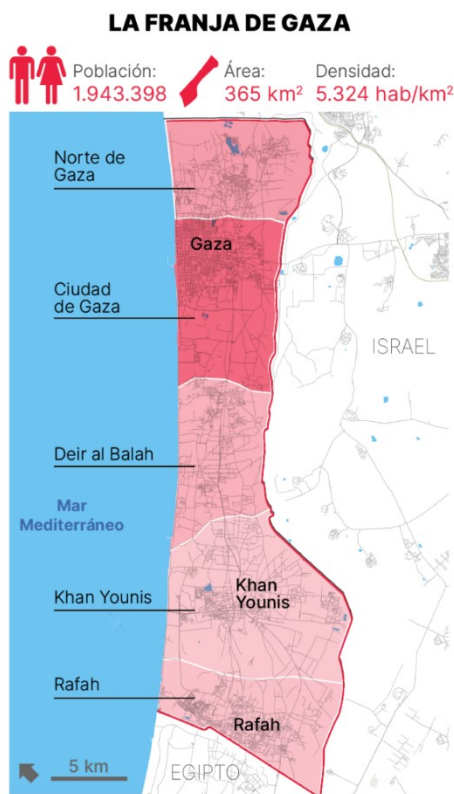 LA FRANJA DE GAZA
Población:
1.943.398
Área:
365 km²
Densidad:
5.324 hab/km²
Norte de
Gaza
Gaza
Ciudad
de Gaza
ISRAEL
Deir al Balah
Mar
Mediterráneo
Khan Younis
Khan
Younis
Rafah
Rafah
5 km
EGIPTO